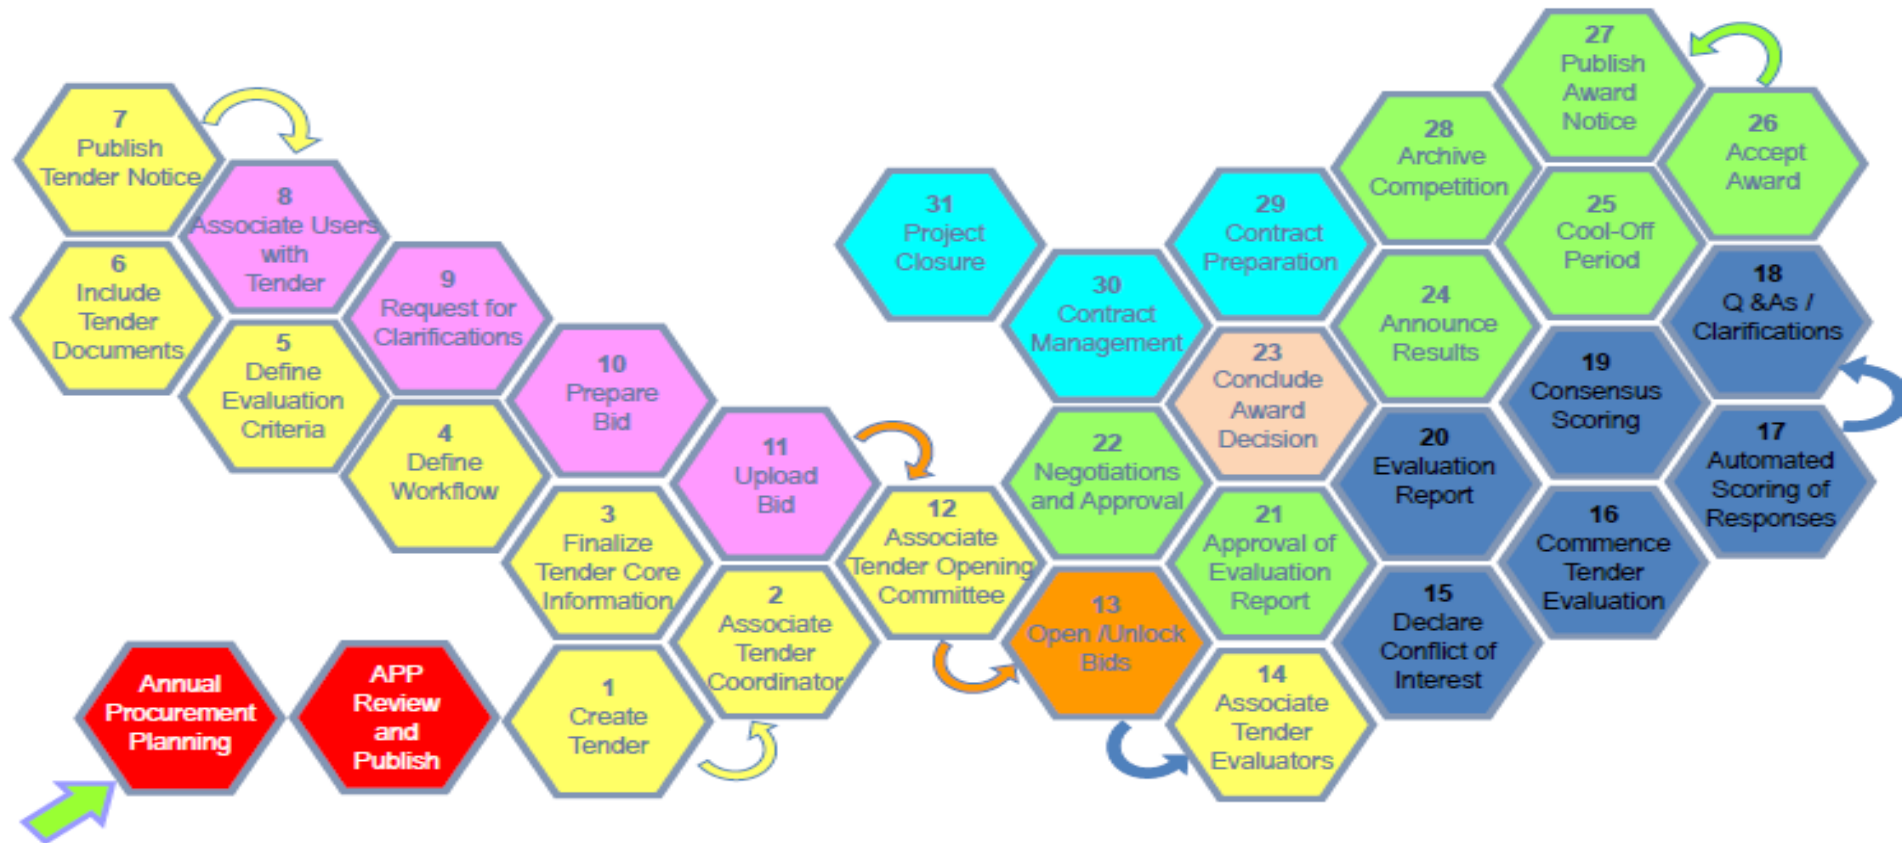 Annual
Procurement
Planning
APP
Review
and
Publish
1
Create
Tender
2
Associate
Tender
Coordinator
3
Finalize
Tender Core
Information
4
Define
Workflow
5
Define
Evaluation
Criteria
6
Include
Tender
Documents
7
Publish
Tender Notice
8
Associate Users
with
Tender
9
Request for
Clarifications
10
Prepare
Bid
11
Upload
Bid
12
Associate
Tender Opening
Committee
13
Open /Unlock
Bids
14
Associate
Tender
Evaluators
15
Declare
Conflict of
Interest
16
Commence
Tender
Evaluation
17
Automated
Scoring of
Responses
18
Q &As /
Clarifications
19
Consensus
Scoring
20
Evaluation
Report
21
Approval of
Evaluation
Report
22
Negotiations
and Approval
23
Conclude
Award
Decision
24
Announce
Results
25
Cool-Off
Period
26
Accept
Award
27
Publish
Award
Notice
28
Archive
Competition
29
Contract
Preparation
30
Contract
Management
31
Project
Closure